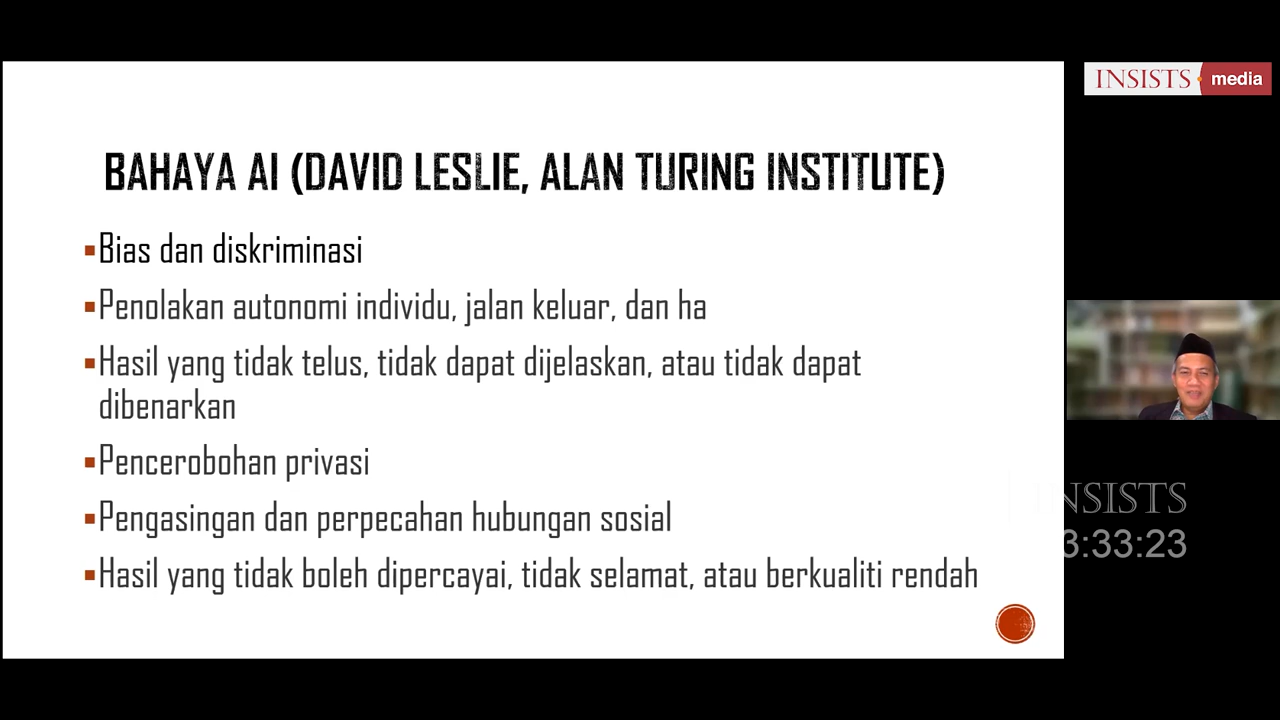 INSISTS media
BAHAYA AI (DAVID LESLIE, ALAN TURING INSTITUTE)
Bias dan diskriminasi
Penolakan autonomi individu, jalan keluar, dan ha
Hasil yang tidak telus, tidak dapat dijelaskan, atau tidak dapat
dibenarkan
Pencerobohan privasi
Pengasingan dan perpecahan hubungan sosial
Hasil yang tidak boleh dipercayai, tidak selamat, atau berkualiti rendah
INSISTS
3:33:23